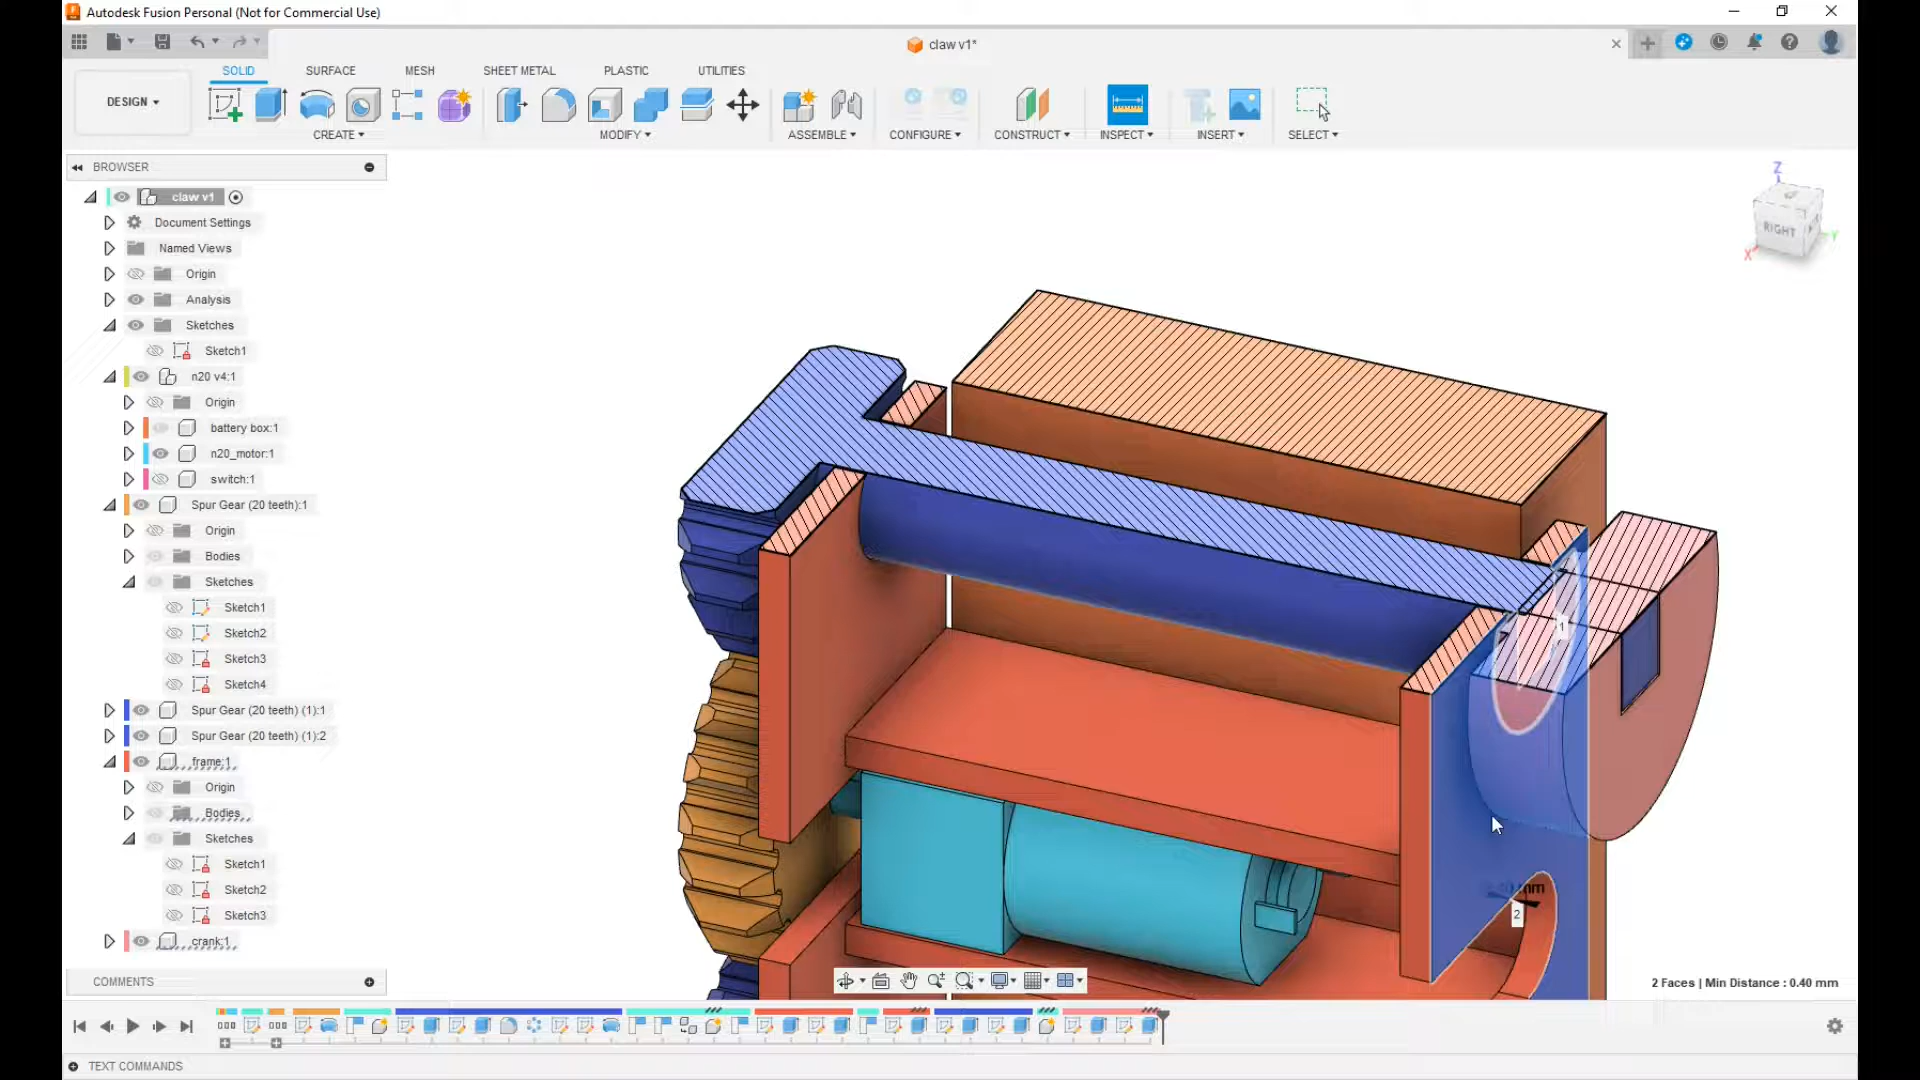 Autodesk Fusion Personal (Not for Commercial Use)
claw v1*
SOLID SURFACE MESH SHEET METAL PLASTIC UTILITIES
DESIGN
CREATE MODIFY ASSEMBLE CONFIGURE CONSTRUCT INSPECT INSERT SELECT
BROWSER
claw v1
Document Settings
Named Views
Origin
Analysis
Sketches
Sketch1
n20 v4:1
Origin
battery box:1
n20_motor:1
switch:1
Spur Gear (20 teeth):1
Origin
Bodies
Sketches
Sketch1
Sketch2
Sketch3
Sketch4
Spur Gear (20 teeth) (1):1
Spur Gear (20 teeth) (1):2
frame:1
Origin
Bodies
Sketches
Sketch1
Sketch2
Sketch3
crank:1
Z
RIGHT
X
Y
1
mm
2
COMMENTS
2 Faces | Min Distance : 0.40 mm
TEXT COMMANDS